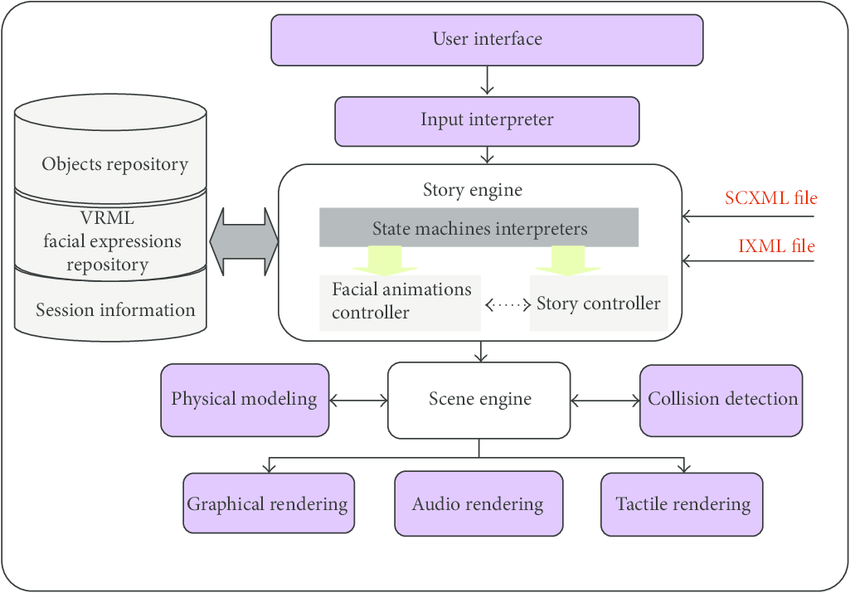 User interface
Input interpreter
Objects repository
VRML
facial expressions
repository
Session information
Story engine
State machines interpreters
Facial animations
controller
Story controller
SCXML file
IXML file
Physical modeling
Scene engine
Collision detection
Graphical rendering
Audio rendering
Tactile rendering